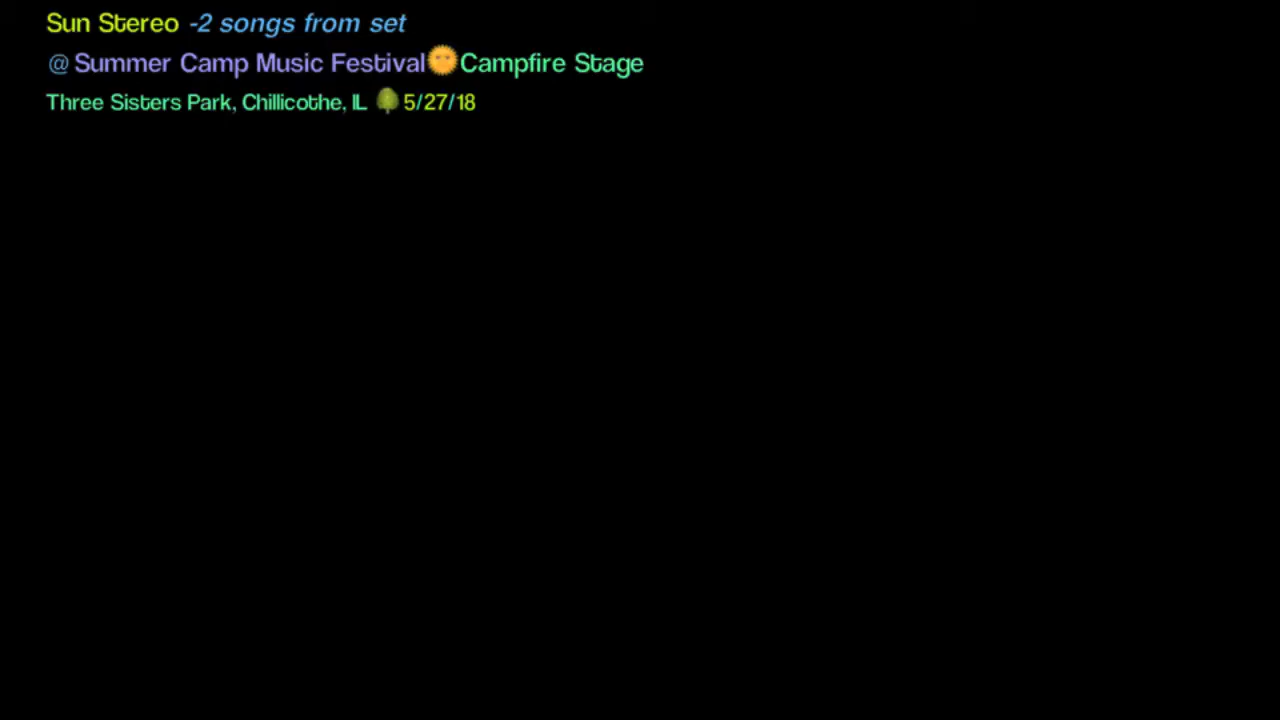 Sun Stereo -2 songs from set
@Summer Camp Music Festival🌞Campfire Stage
Three Sisters Park, Chillicothe, IL 🌳5/27/18